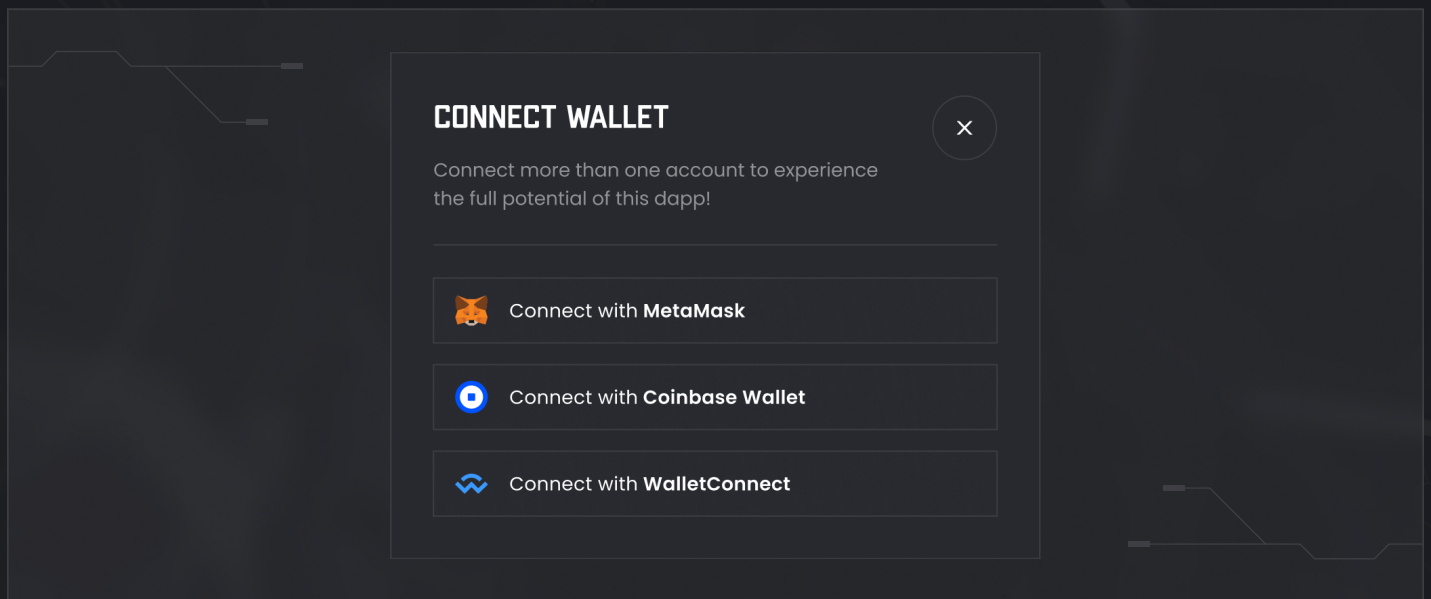 CONNECT WALLET
Connect more than one account to experience
the full potential of this dapp!
Connect with MetaMask
Connect with Coinbase Wallet
Connect with WalletConnect